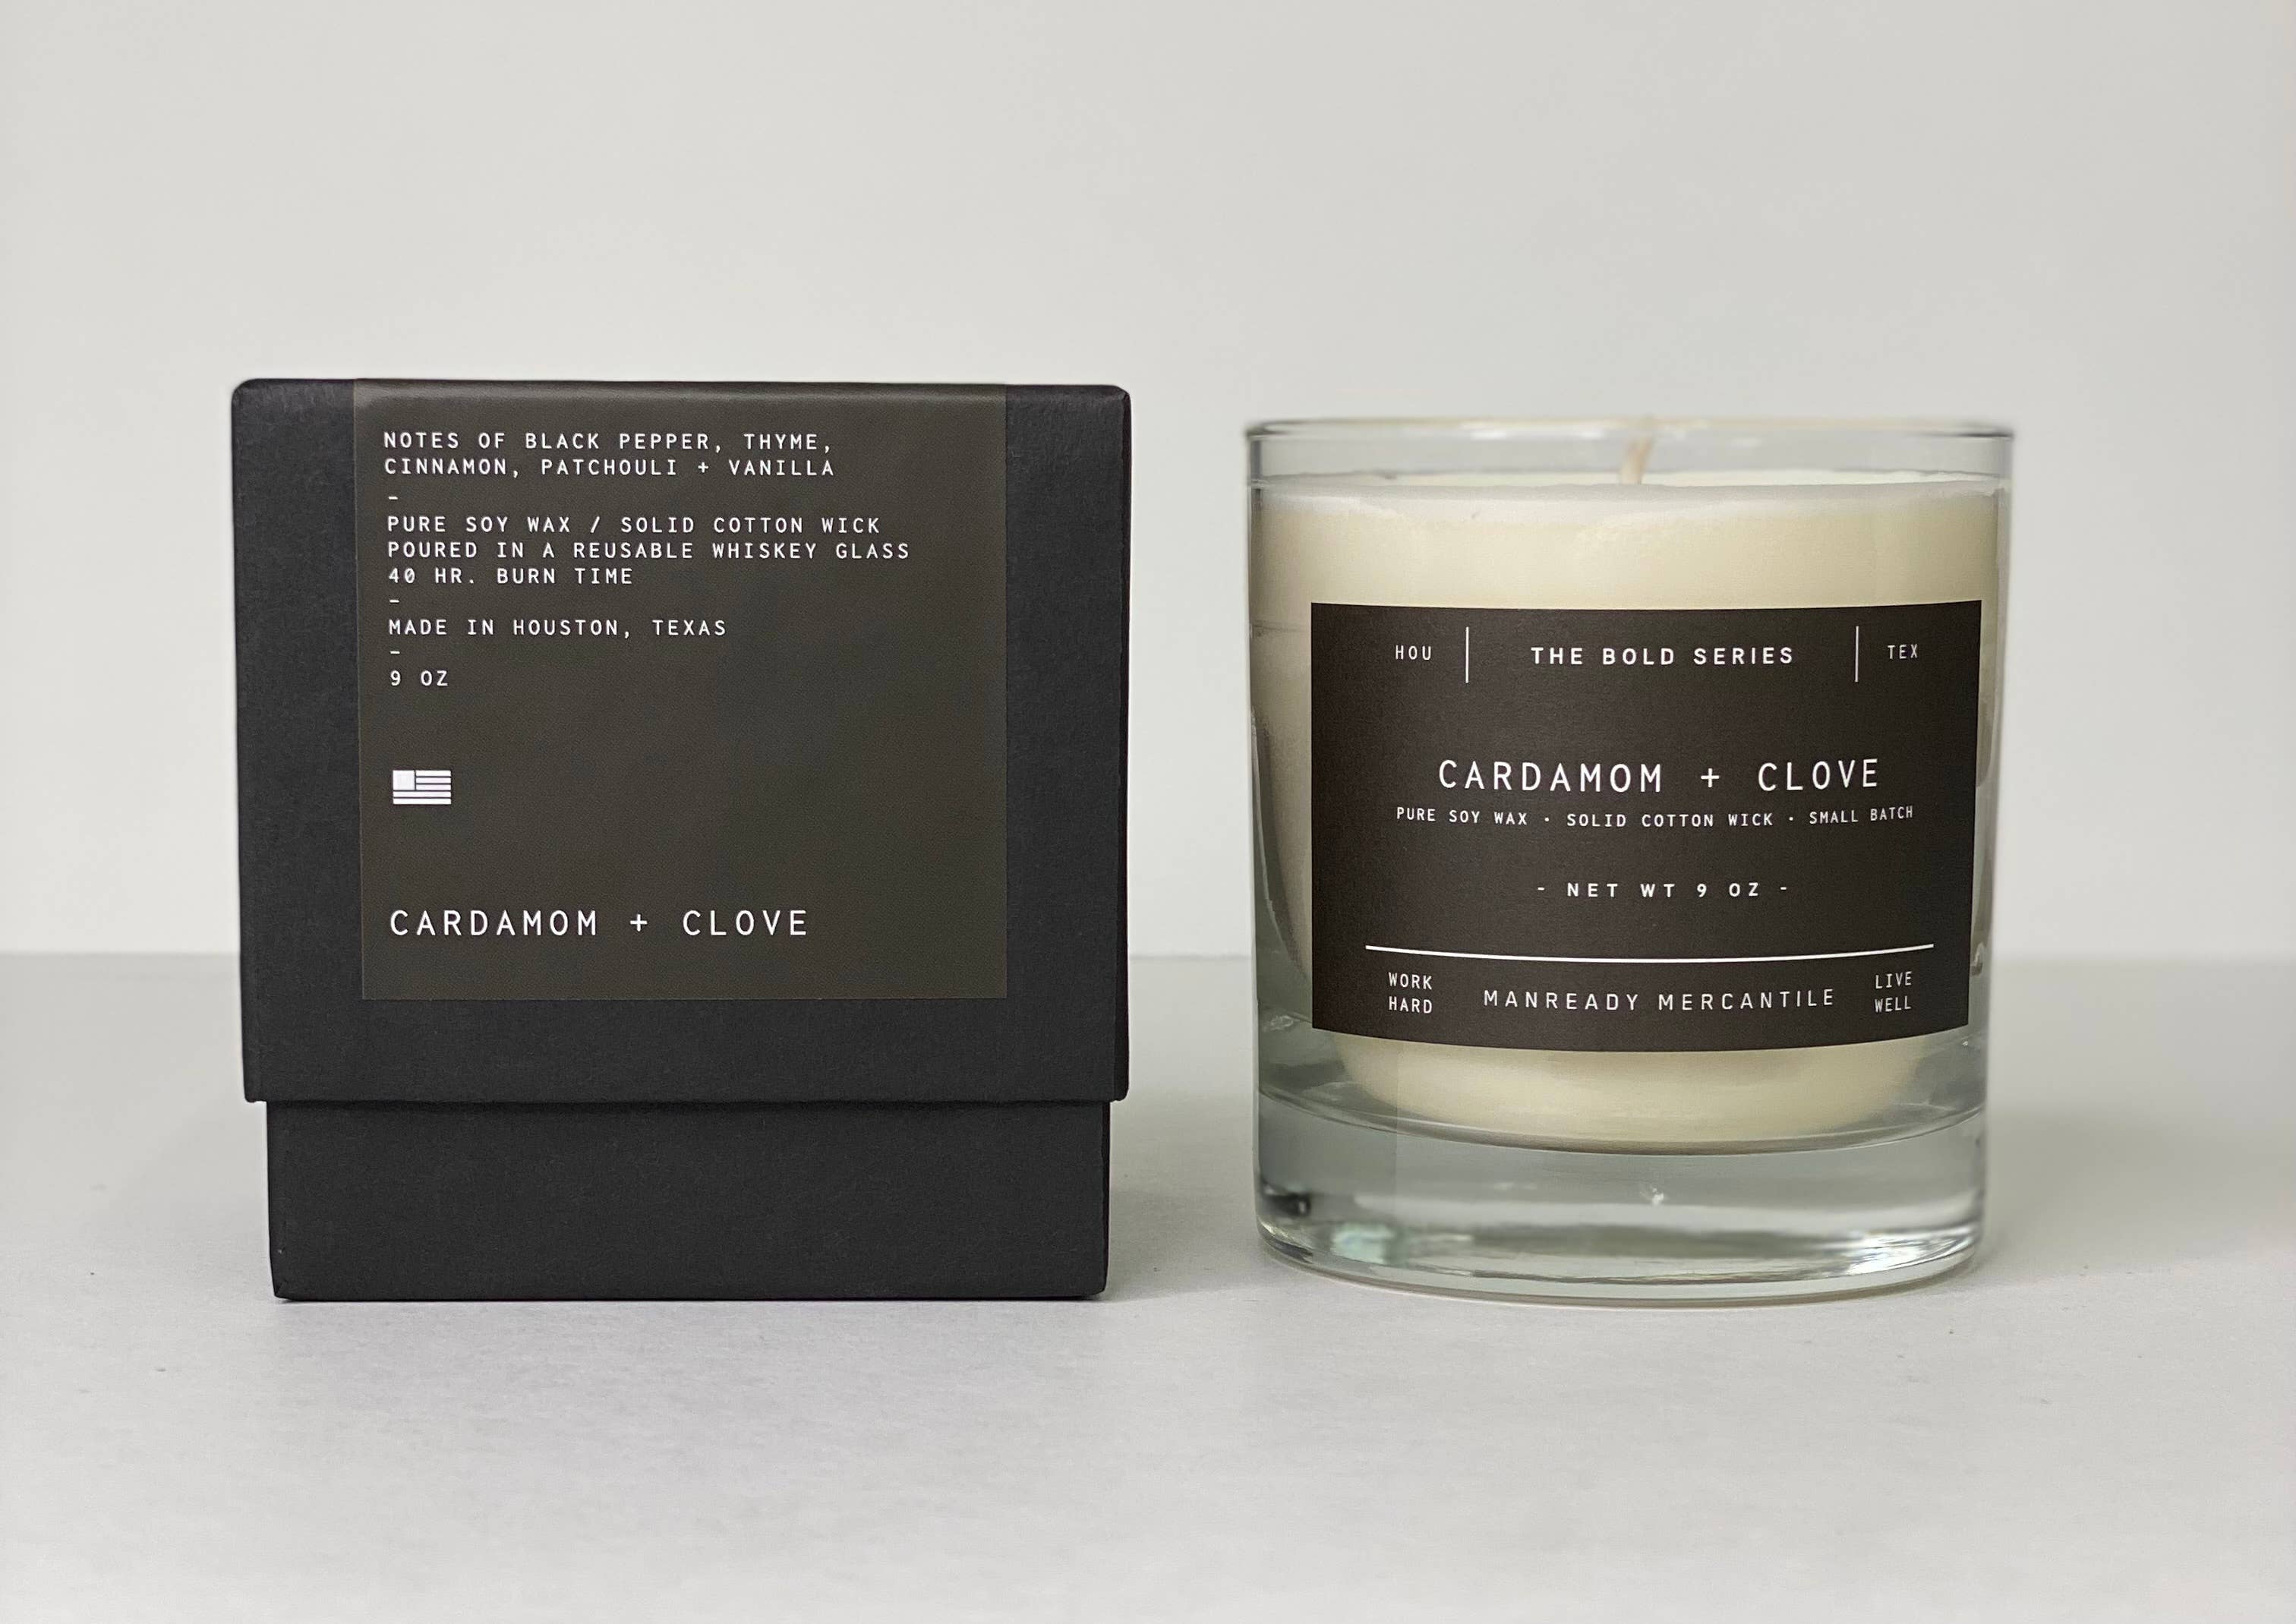 NOTES OF BLACK PEPPER, THYME,
CINNAMON, PATCHOULI + VANILLA
-
PURE SOY WAX / SOLID COTTON WICK
POURED IN A REUSABLE WHISKEY GLASS
40 HR. BURN TIME
-
MADE IN HOUSTON, TEXAS
-
9 OZ
CARDAMOM + CLOVE
HOU | THE BOLD SERIES | TEX
CARDAMOM + CLOVE
PURE SOY WAX · SOLID COTTON WICK · SMALL BATCH
- NET WT 9 OZ -
WORK
HARD
MANREADY MERCANTILE
LIVE
WELL